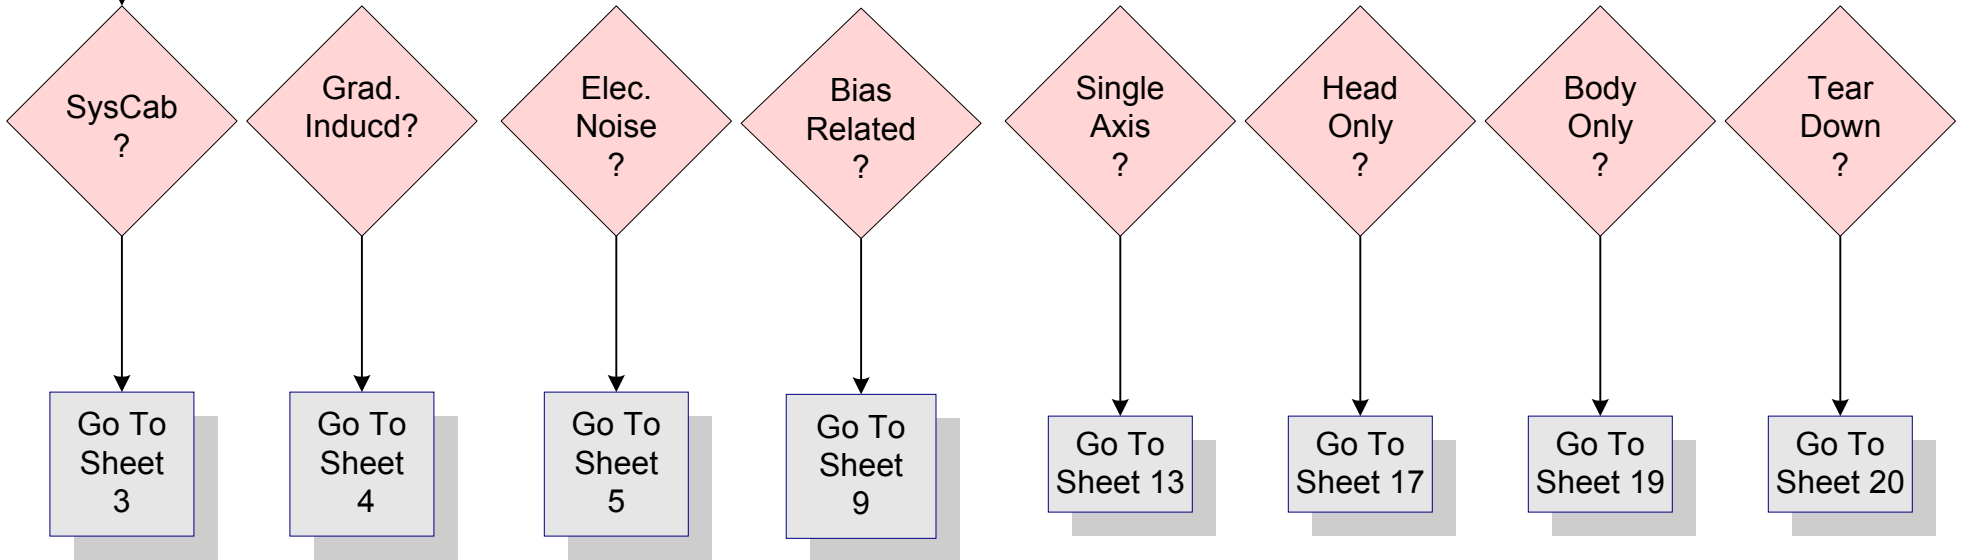 SysCab
?
Grad.
Inducd?
Elec.
Noise
?
Bias
Related
?
Single
Axis
?
Head
Only
?
Body
Only
?
Tear
Down
?
Go To
Sheet
3
Go To
Sheet
4
Go To
Sheet
5
Go To
Sheet
9
Go To
Sheet 13
Go To
Sheet 17
Go To
Sheet 19
Go To
Sheet 20